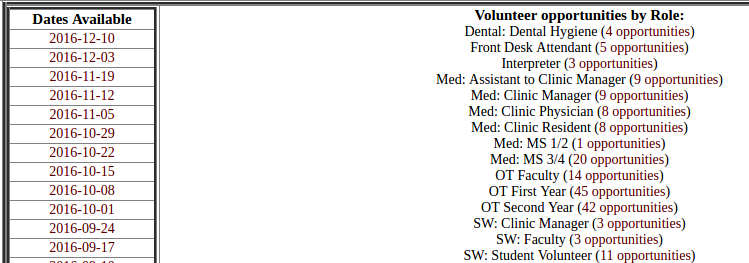 Dates Available
2016-12-10
2016-12-03
2016-11-19
2016-11-12
2016-11-05
2016-10-29
2016-10-22
2016-10-15
2016-10-08
2016-10-01
2016-09-24
2016-09-17
Volunteer opportunities by Role:
Dental: Dental Hygiene (4 opportunities)
Front Desk Attendant (5 opportunities)
Interpreter (3 opportunities)
Med: Assistant to Clinic Manager (9 opportunities)
Med: Clinic Manager (9 opportunities)
Med: Clinic Physician (8 opportunities)
Med: Clinic Resident (8 opportunities)
Med: MS 1/2 (1 opportunities)
Med: MS 3/4 (20 opportunities)
OT Faculty (14 opportunities)
OT First Year (45 opportunities)
OT Second Year (42 opportunities)
SW: Clinic Manager (3 opportunities)
SW: Faculty (3 opportunities)
SW: Student Volunteer (11 opportunities)